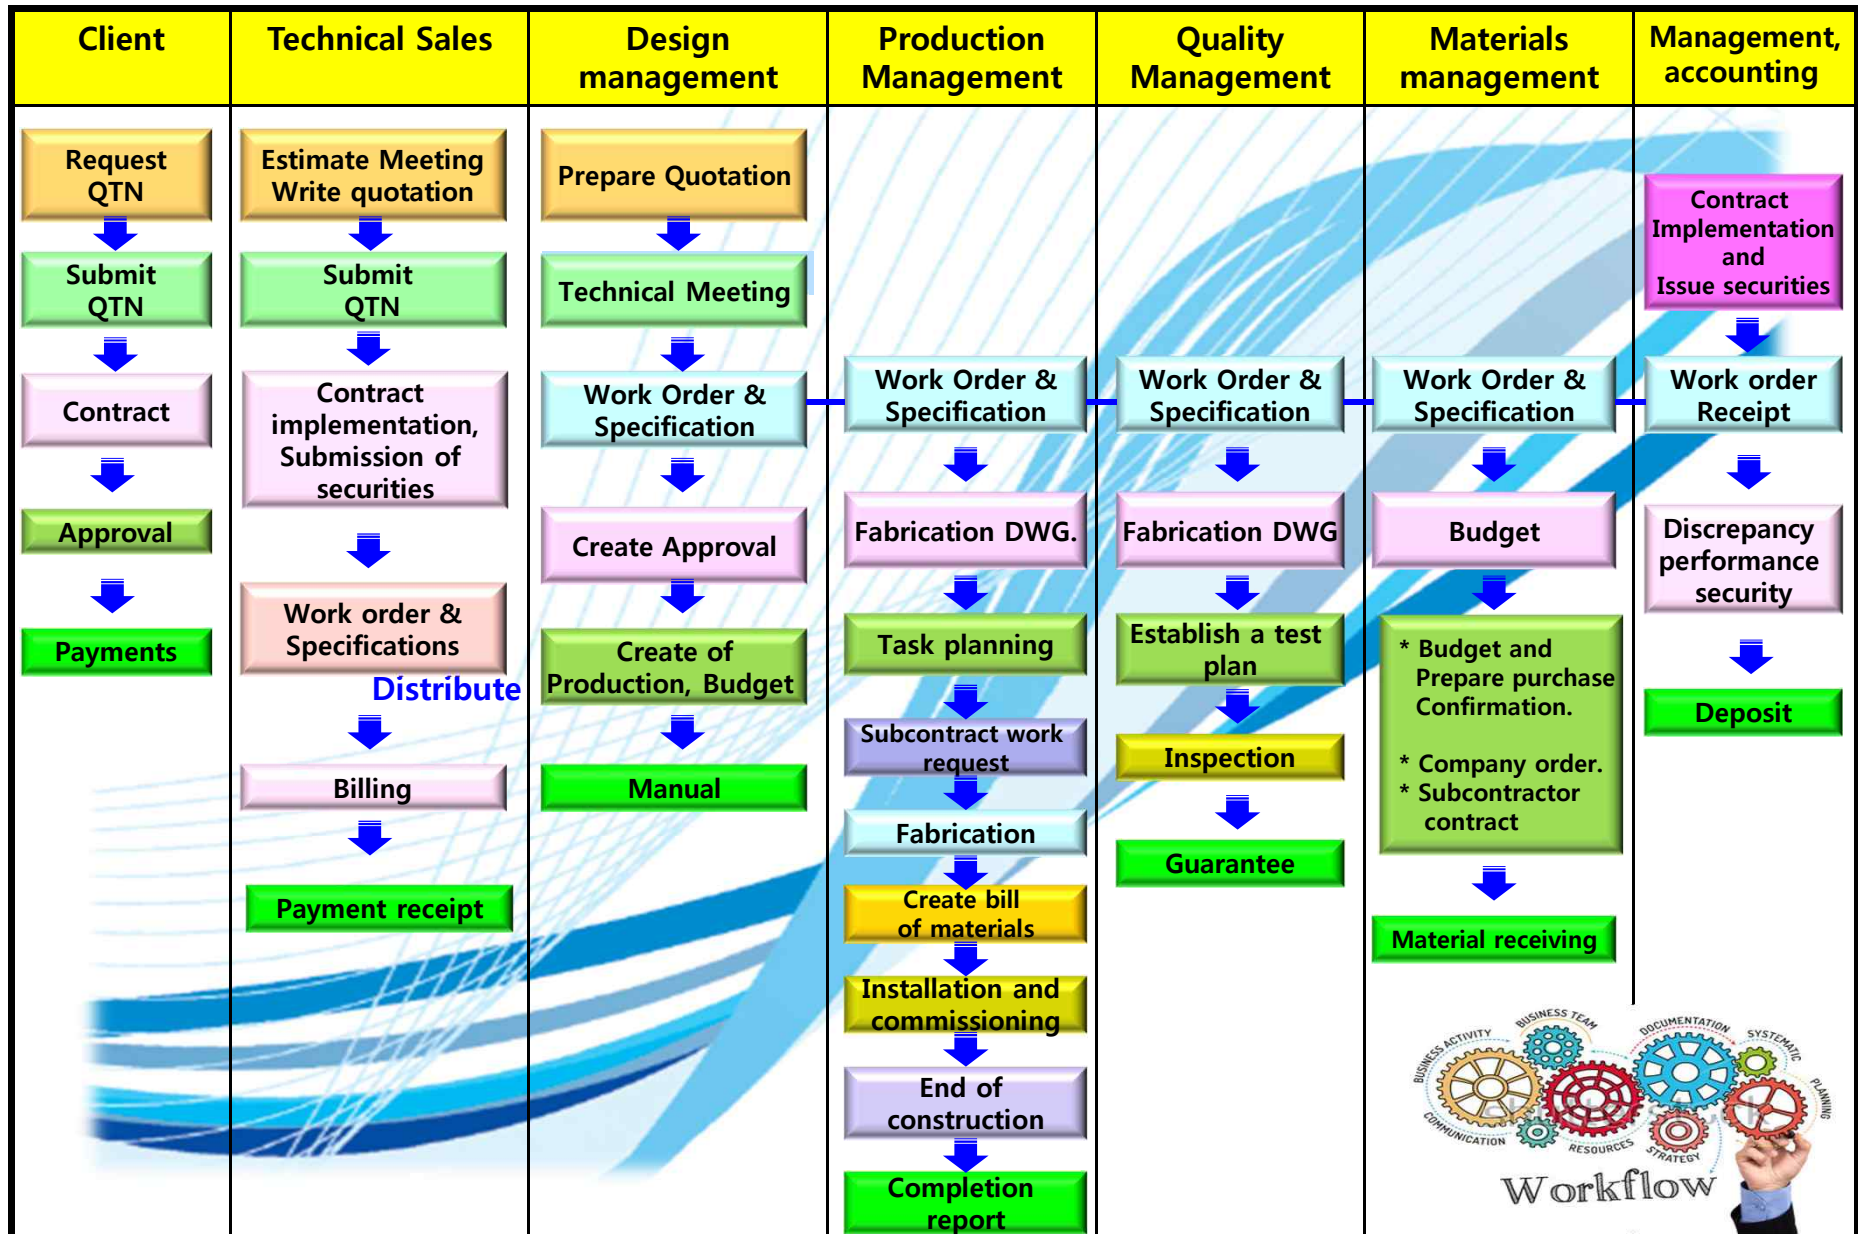 Client
Technical Sales
Design
management
Production
Management
Quality
Management
Materials
management
Management,
accounting
Request
QTN
Submit
QTN
Contract
Approval
Payments
Estimate Meeting
Write quotation
Submit
QTN
Contract
implementation,
Submission of
securities
Work order &
Specifications
Distribute
Billing
Payment receipt
Prepare Quotation
Technical Meeting
Work Order &
Specification
Create Approval
Create of
Production, Budget
Manual
Work Order &
Specification
Fabrication DWG.
Task planning
Subcontract work
request
Fabrication
Create bill
of materials
Installation and
commissioning
End of
construction
Completion
report
Work Order &
Specification
Fabrication DWG
Establish a test
plan
Inspection
Guarantee
Work Order &
Specification
Budget
* Budget and
Prepare purchase
Confirmation.
* Company order.
* Subcontractor
contract
Material receiving
Contract
Implementation
and
Issue securities
Work order
Receipt
Discrepancy
performance
security
Deposit
BUSINESS ACTIVITY
BUSINESS TEAM
DOCUMENTATION
SYSTEMATIC
PLANNING
COMMUNICATION
RESOURCES
STRATEGY
Workflow